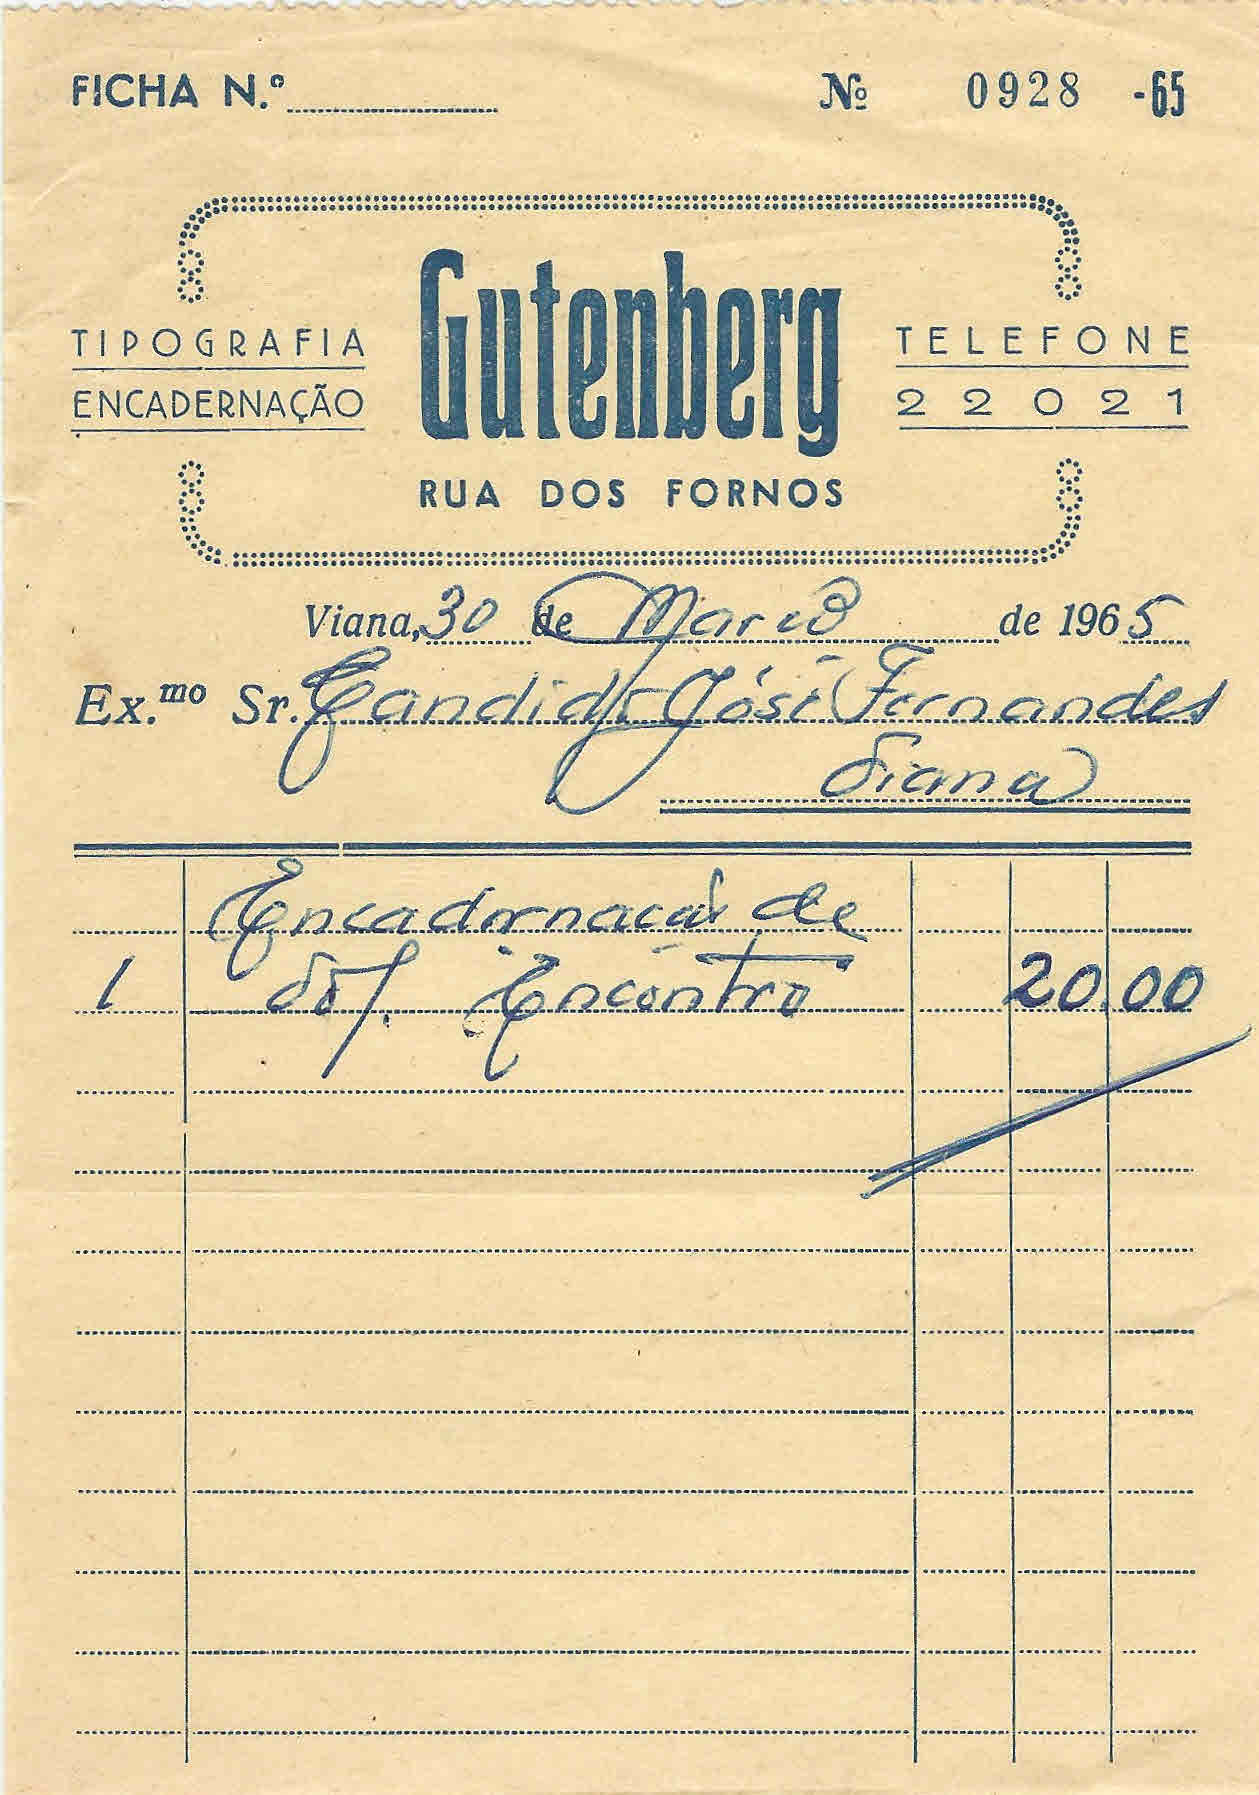 FICHA N.º
Nº 0928 -65
TIPOGRAFIA
ENCADERNAÇÃO
Gutenberg
RUA DOS FORNOS
TELEFONE
22021
Viana, 30 de Março de 1965
Ex.mo Sr. Candido José Fernandes
Viana
Encadernação de
1 Vol. Encontro 20.00